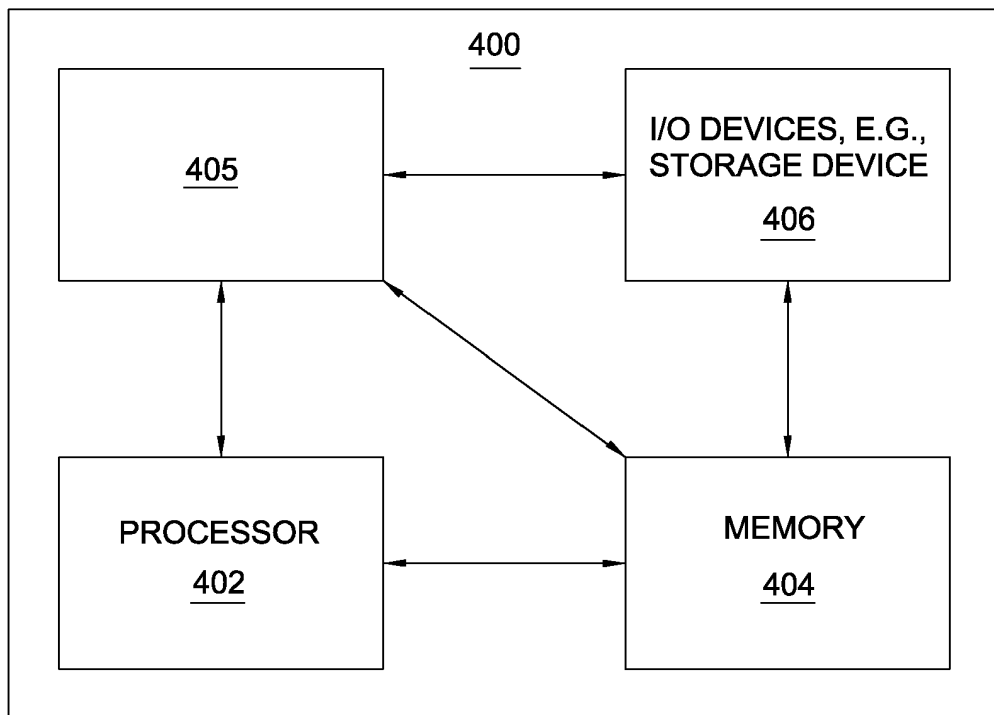 400
405
I/O DEVICES, E.G.,
STORAGE DEVICE
406
PROCESSOR
402
MEMORY
404